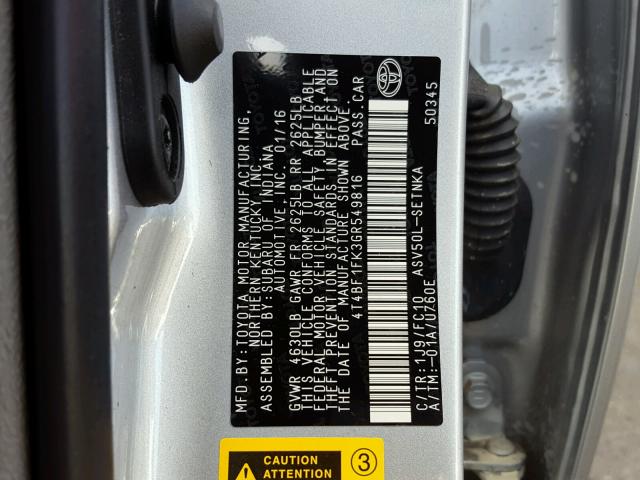 MFD. BY: TOYOTA MOTOR MANUFACTURING,
NORTHERN KENTUCKY, INC.
ASSEMBLED BY: SUBARU OF INDIANA
AUTOMOTIVE, INC. 01/16
GVWR 4630LB GAWR FR 2625LB RR 2625LB
THIS VEHICLE CONFORMS TO ALL APPLICABLE
FEDERAL MOTOR VEHICLE SAFETY, BUMPER AND
THEFT PREVENTION STANDARDS IN EFFECT ON
THE DATE OF MANUFACTURE SHOWN ABOVE.
4T4BF1FK3GR549816 PASS.CAR
C/TR: 1J9/FC10 ASV50L-SETNKA
A/TM: -01A/UZ60E 50345
CAUTION
ATTENTION
3